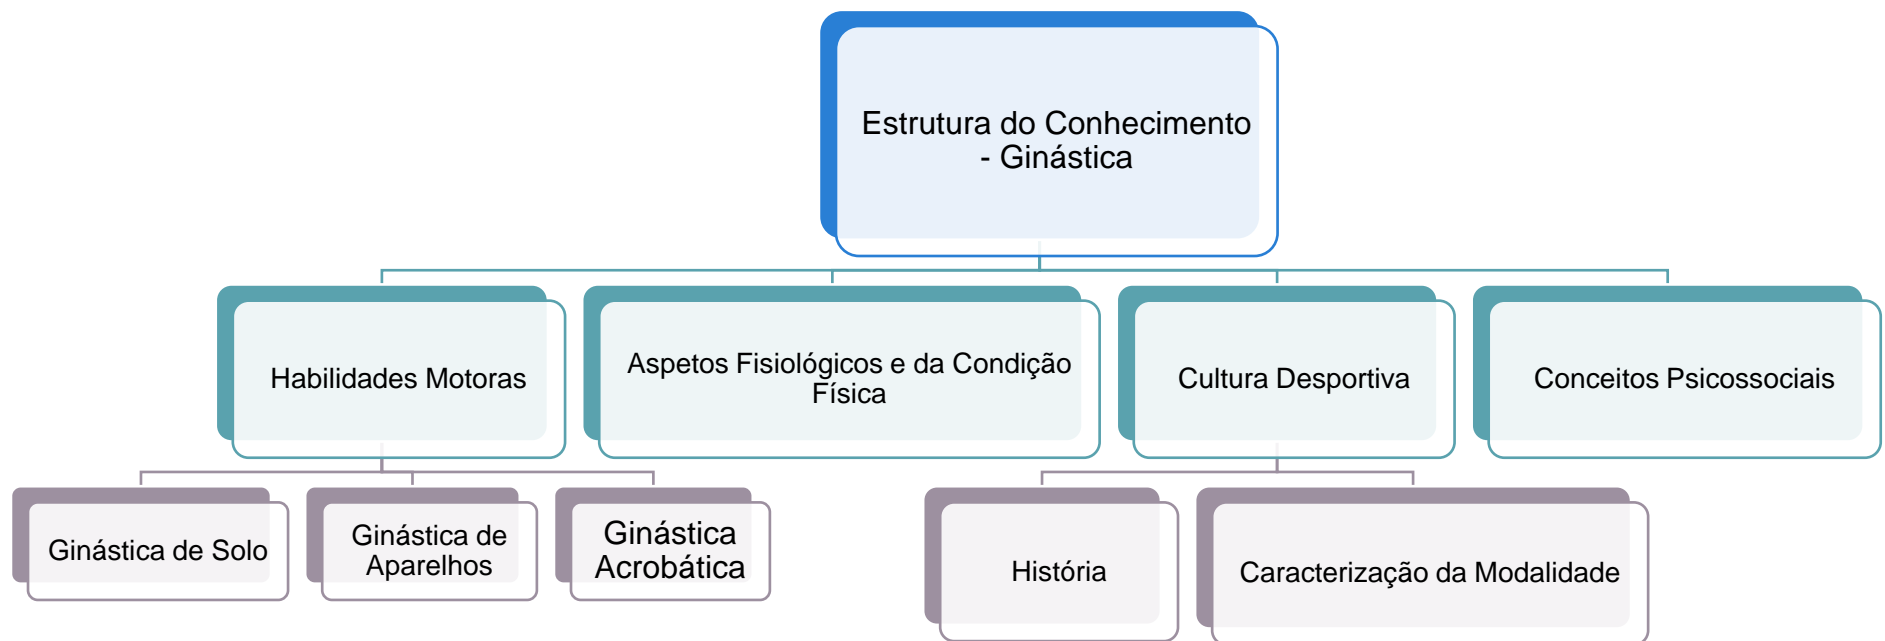 Estrutura do Conhecimento
- Ginástica
Habilidades Motoras
Aspetos Fisiológicos e da Condição
Física
Cultura Desportiva
Conceitos Psicossociais
Ginástica de Solo
Ginástica de
Aparelhos
Ginástica
Acrobática
História
Caracterização da Modalidade